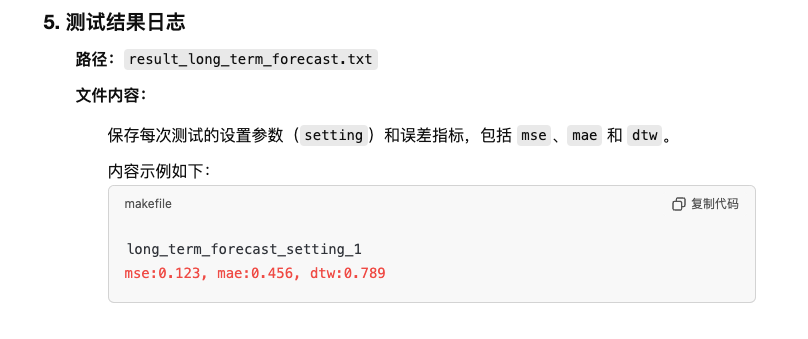 5. 测试结果日志
路径： result_long_term_forecast.txt
文件内容：
保存每次测试的设置参数（setting）和误差指标，包括 mse、mae 和 dtw。
内容示例如下：
makefile 复制代码
long_term_forecast_setting_1
mse:0.123, mae:0.456, dtw:0.789